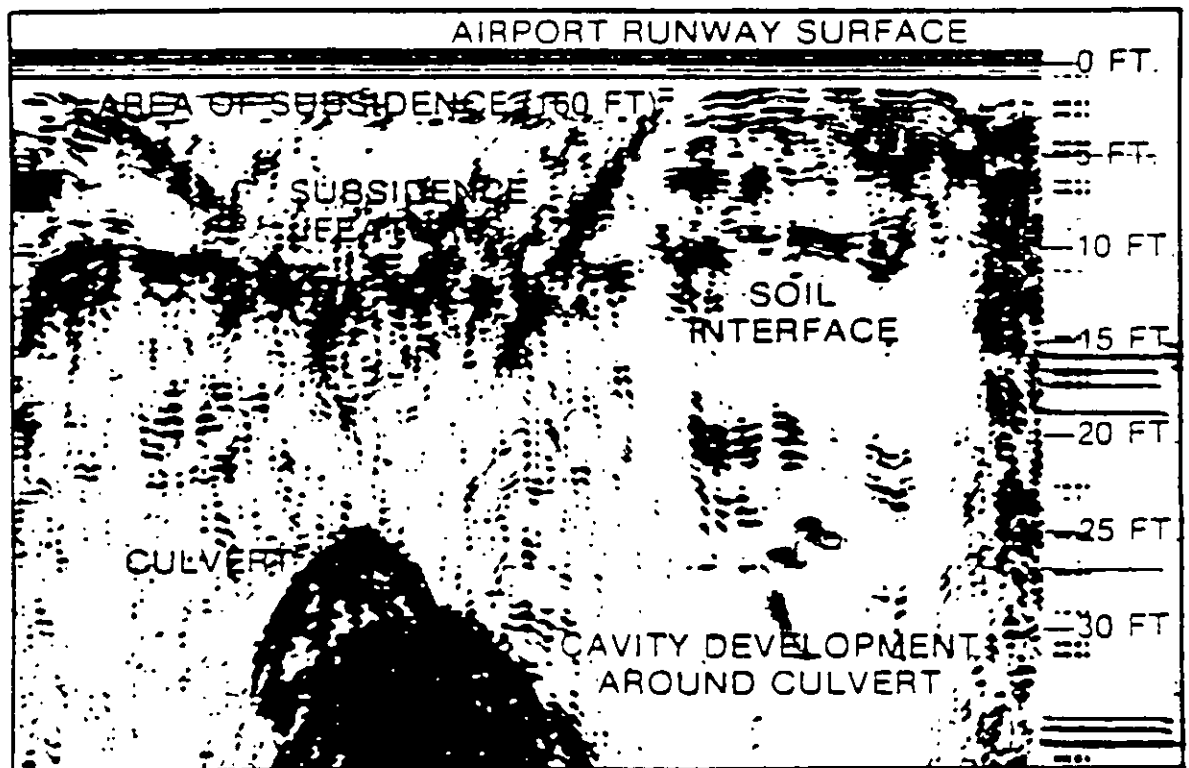 AIRPORT RUNWAY SURFACE
0 FT.
AREA OF SUBSIDENCE (160 FT)
5 FT.
SUBSIDENCE
10 FT
SOIL
INTERFACE
15 FT
20 FT
25 FT
CULVERT
30 FT
CAVITY DEVELOPMENT
AROUND CULVERT